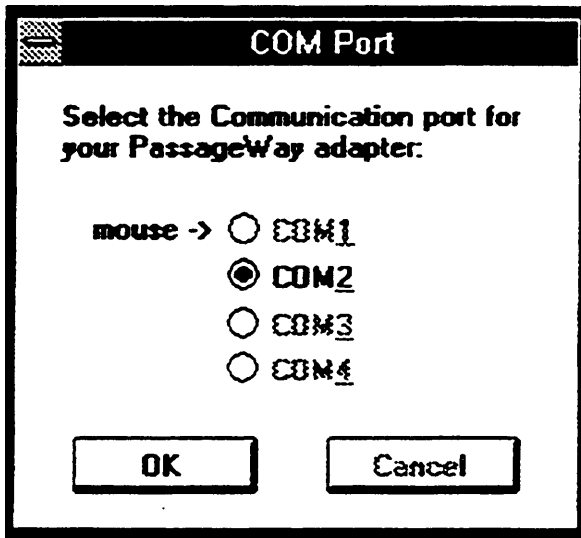 COM Port
Select the Communication port for
your PassageWay adapter:
mouse -> COM1
COM2
COM3
COM4
OK Cancel